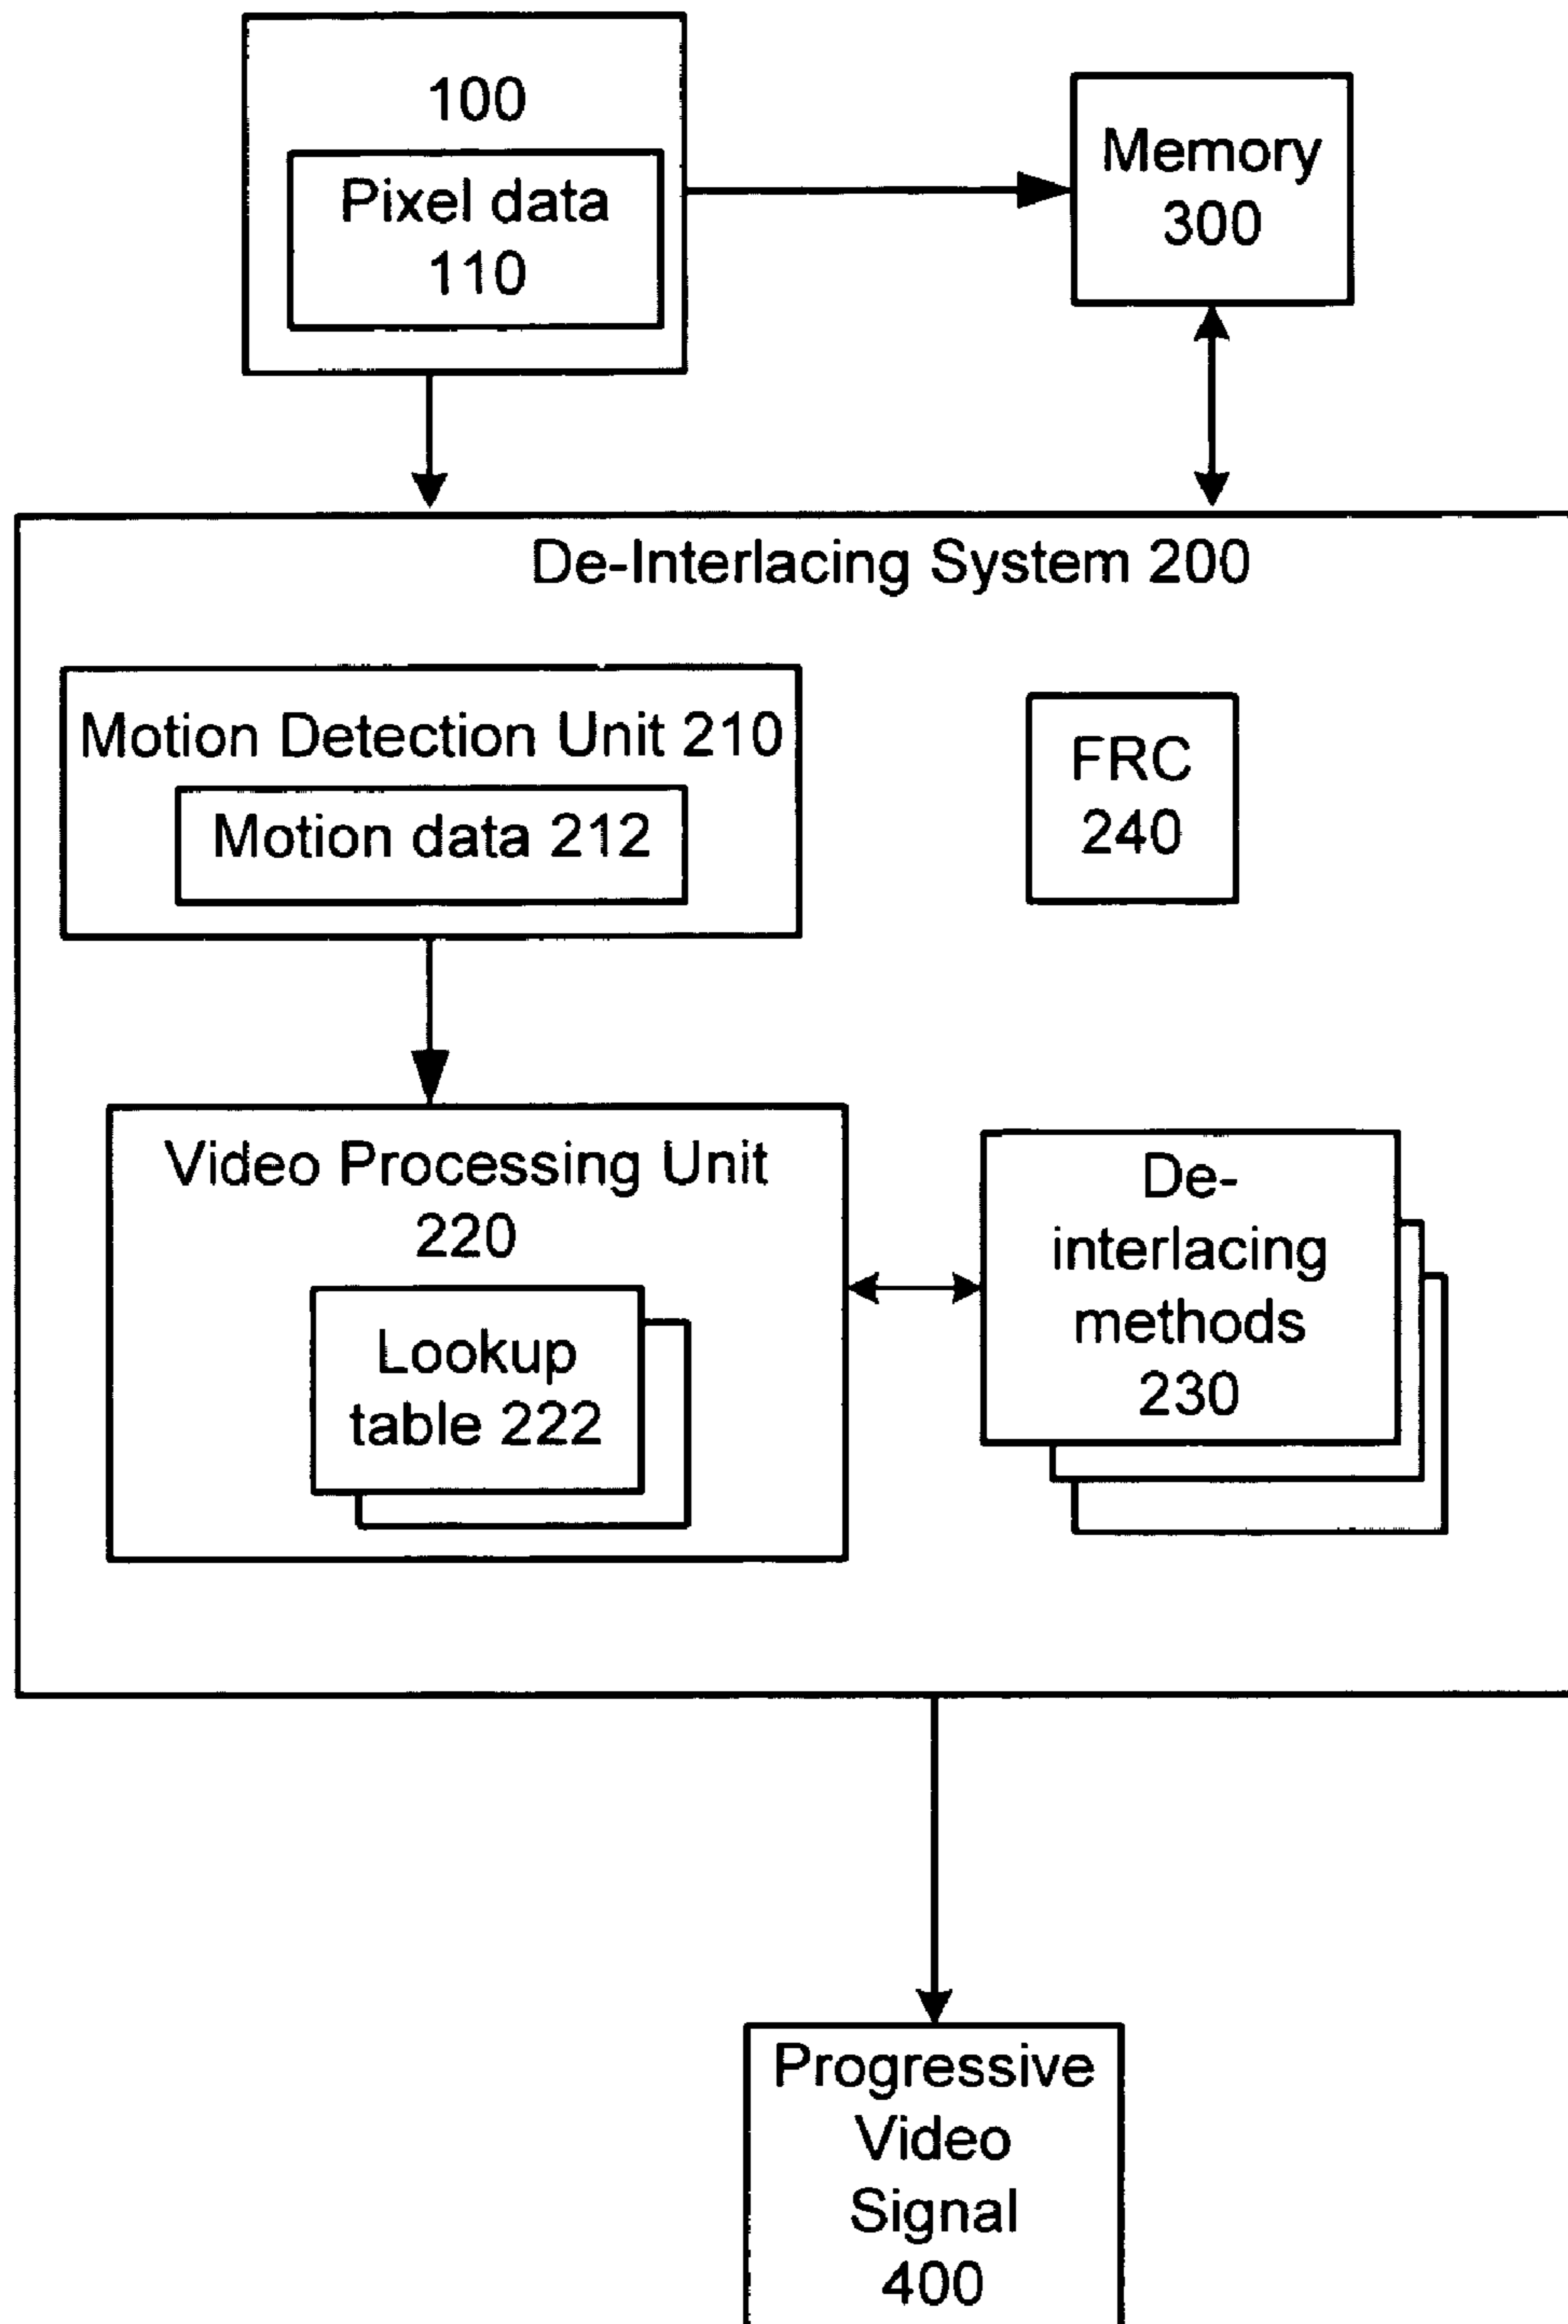 100
Pixel data
110
Memory
300
De-Interlacing System 200
Motion Detection Unit 210
Motion data 212
FRC
240
Video Processing Unit
220
Lookup
table 222
De-
interlacing
methods
230
Progressive
Video
Signal
400